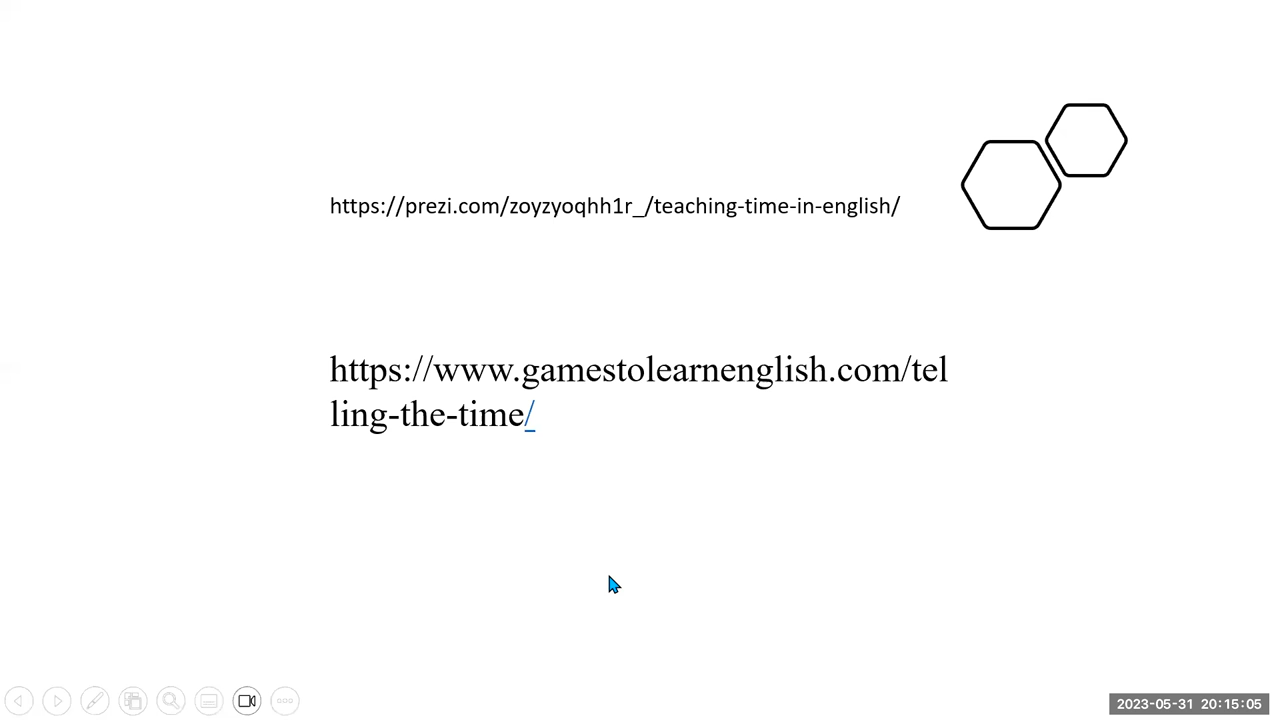 https://prezi.com/zoyzyoqhh1r_/teaching-time-in-english/
https://www.gamestolearnenglish.com/tel
ling-the-time/
2023-05-31 20:15:05